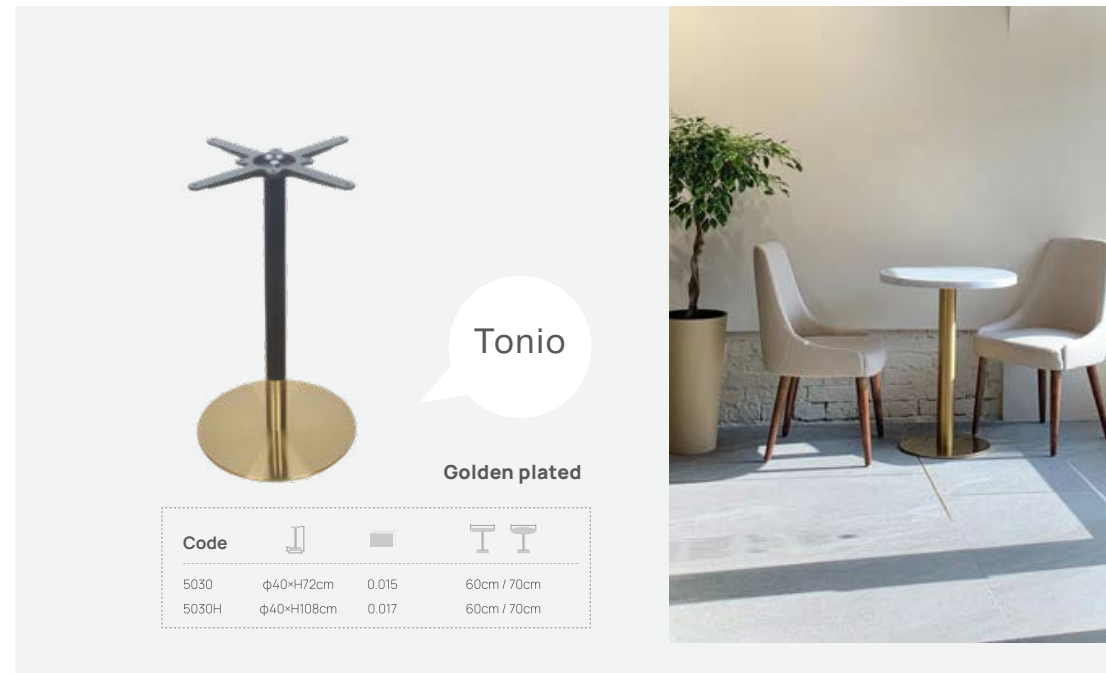 Tonio
Golden plated
Code
5030 ф40×H72cm 0.015 60cm / 70cm
5030H ф40×H108cm 0.017 60cm / 70cm